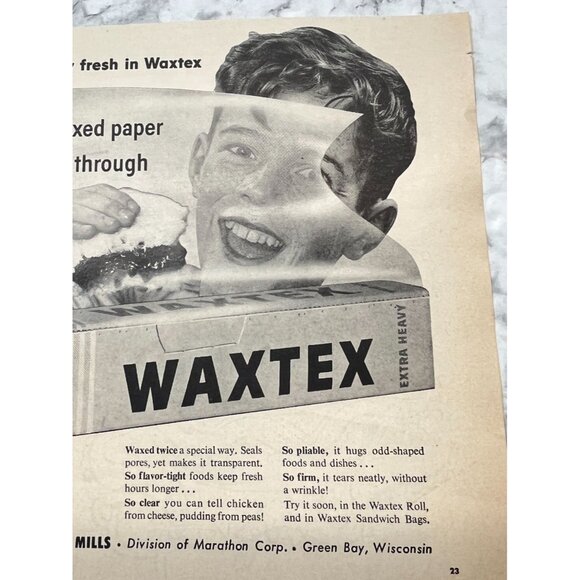 fresh in Waxtex
xed paper
through
WAXTEX
WAXTEX
EXTRA HEAVY
Waxed twice a special way. Seals
pores, yet makes it transparent.
So flavor-tight foods keep fresh
hours longer . . .
So clear you can tell chicken
from cheese, pudding from peas!
So pliable, it hugs odd-shaped
foods and dishes . . .
So firm, it tears neatly, without
a wrinkle!
Try it soon, in the Waxtex Roll,
and in Waxtex Sandwich Bags.
MILLS • Division of Marathon Corp. • Green Bay, Wisconsin
23